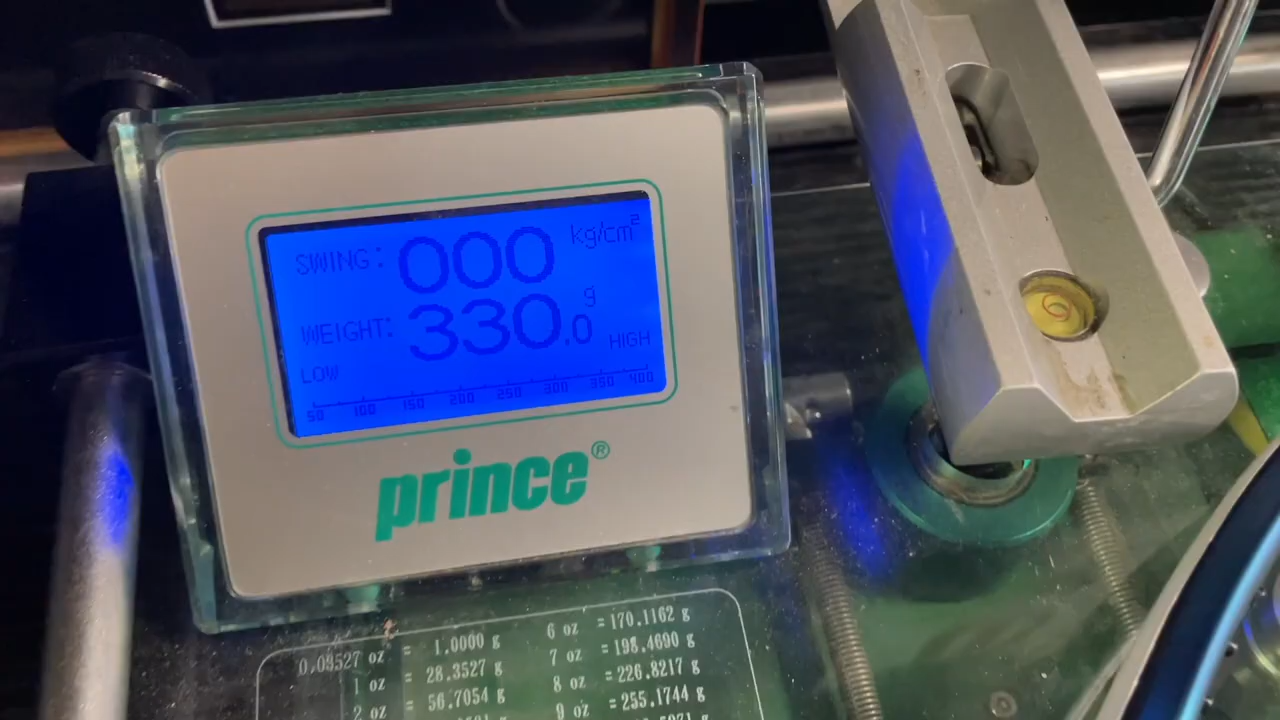 SWING: 000 kg/cm²
WEIGHT: 330.0 g
LOW HIGH
50 100 150 200 250 300 350 400
prince®
0.03527 oz = 1.0000 g 6 oz =170.1162 g
1 oz = 28.3527 g 7 oz =198.4690 g
2 oz = 56.7054 g 8 oz =226.8217 g
9 oz =255.1744 g